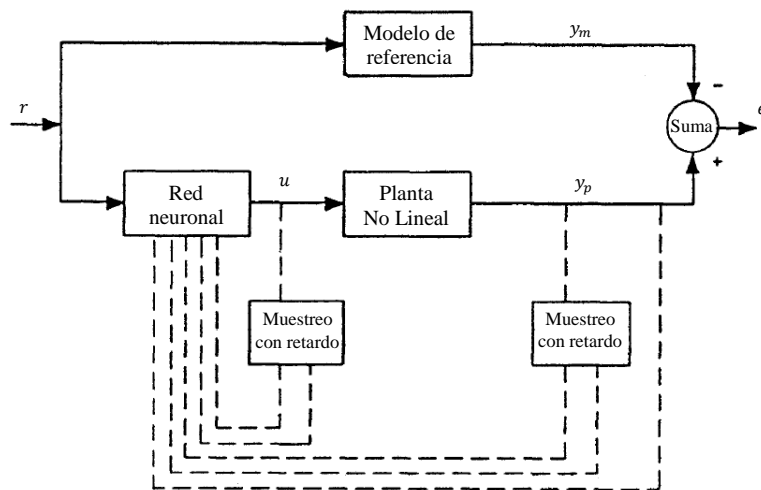 Modelo de
referencia
y_m
-
r
Suma
e
+
Red
neuronal
u
Planta
No Lineal
y_p
Muestreo
con retardo
Muestreo
con retardo